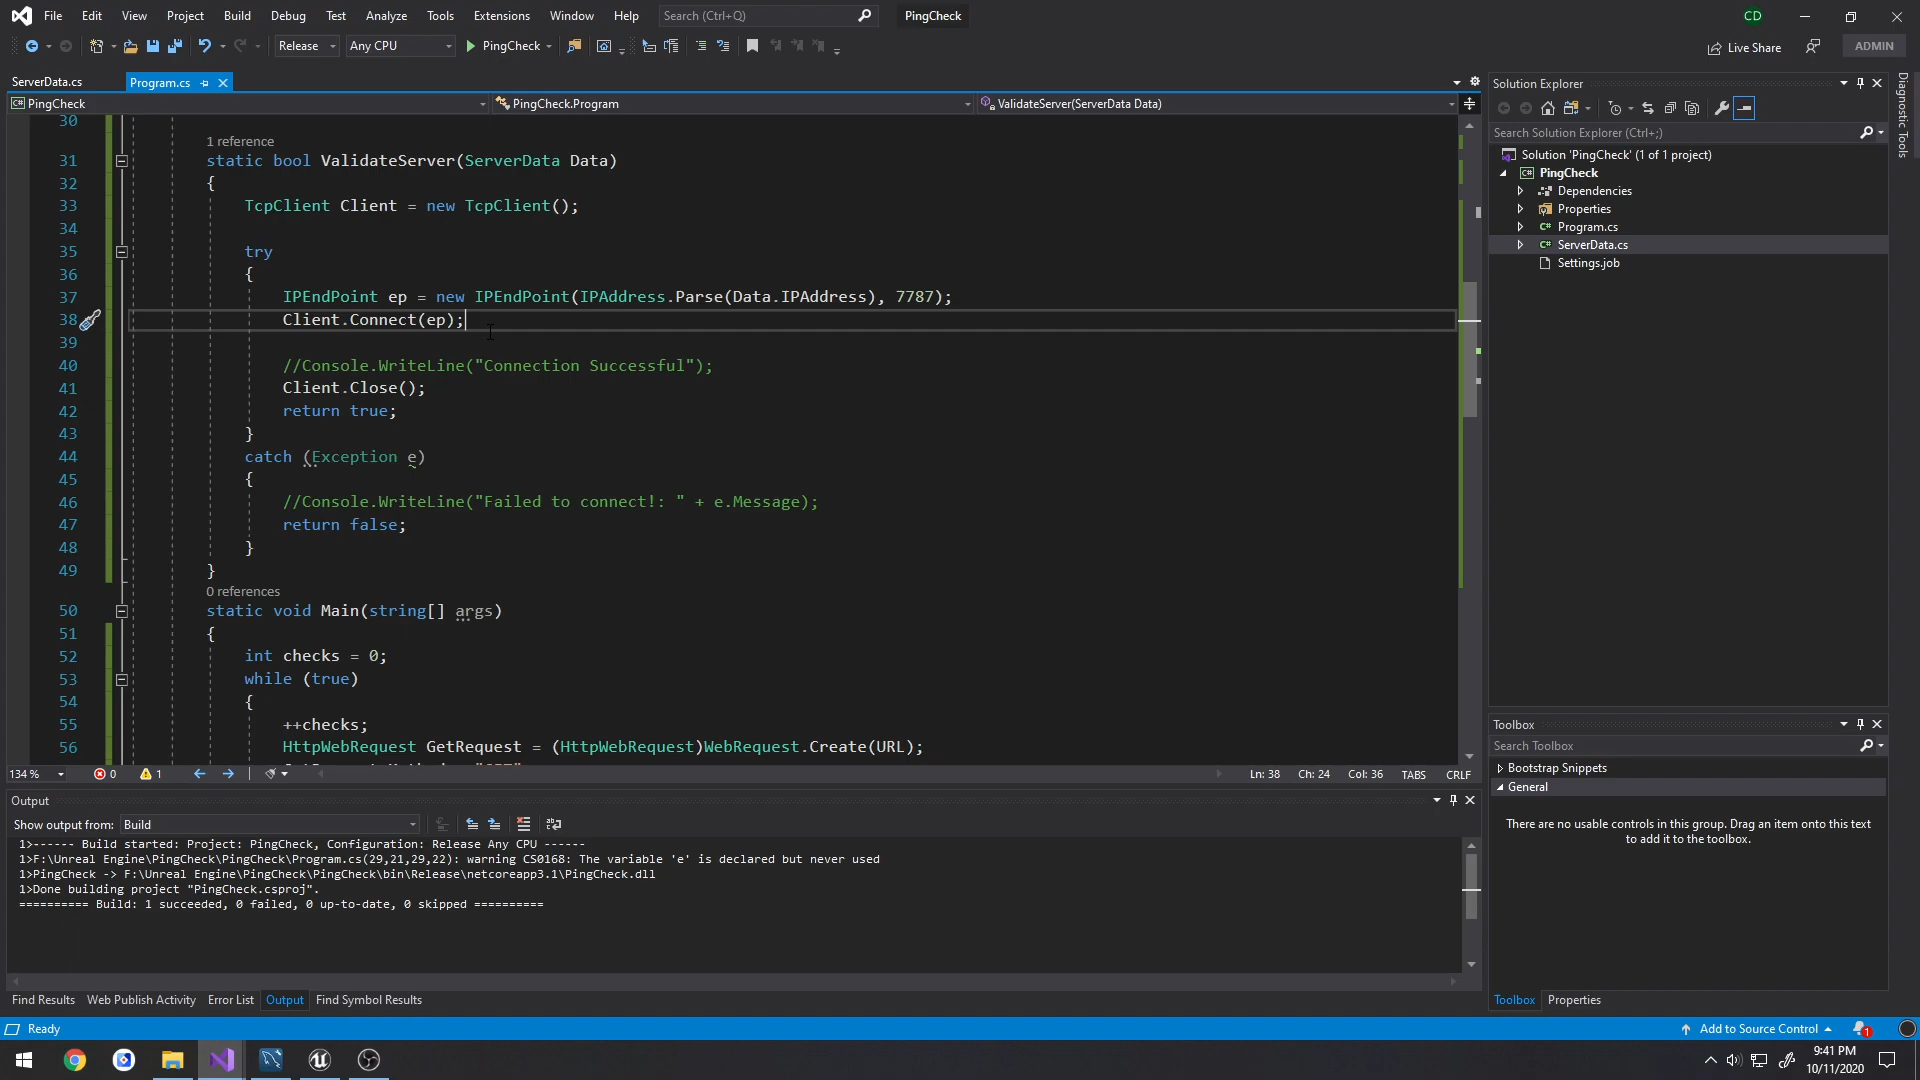 File Edit View Project Build Debug Test Analyze Tools Extensions Window Help Search (Ctrl+Q) PingCheck CD
Release Any CPU PingCheck Live Share ADMIN
ServerData.cs Program.cs
PingCheck PingCheck.Program ValidateServer(ServerData Data)
30
1 reference
31 static bool ValidateServer(ServerData Data)
32 {
33 TcpClient Client = new TcpClient();
34
35 try
36 {
37 IPEndPoint ep = new IPEndPoint(IPAddress.Parse(Data.IPAddress), 7787);
38 Client.Connect(ep);
39
40 //Console.WriteLine("Connection Successful");
41 Client.Close();
42 return true;
43 }
44 catch (Exception e)
45 {
46 //Console.WriteLine("Failed to connect!: " + e.Message);
47 return false;
48 }
49 }
0 references
50 static void Main(string[] args)
51 {
52 int checks = 0;
53 while (true)
54 {
55 ++checks;
56 HttpWebRequest GetRequest = (HttpWebRequest)WebRequest.Create(URL);
134 % 0 1 Ln: 38 Ch: 24 Col: 36 TABS CRLF
Output
Show output from: Build
1>------ Build started: Project: PingCheck, Configuration: Release Any CPU ------
1>F:\Unreal Engine\PingCheck\PingCheck\Program.cs(29,21,29,22): warning CS0168: The variable 'e' is declared but never used
1>PingCheck -> F:\Unreal Engine\PingCheck\PingCheck\bin\Release\netcoreapp3.1\PingCheck.dll
1>Done building project "PingCheck.csproj".
========== Build: 1 succeeded, 0 failed, 0 up-to-date, 0 skipped ==========
Find Results Web Publish Activity Error List Output Find Symbol Results
Solution Explorer
Search Solution Explorer (Ctrl+;)
Solution 'PingCheck' (1 of 1 project)
C# PingCheck
Dependencies
Properties
C# Program.cs
C# ServerData.cs
Settings.job
Toolbox
Search Toolbox
Bootstrap Snippets
General
There are no usable controls in this group. Drag an item onto this text
to add it to the toolbox.
Toolbox Properties
Diagnostic Tools
Ready Add to Source Control 1
9:41 PM
10/11/2020